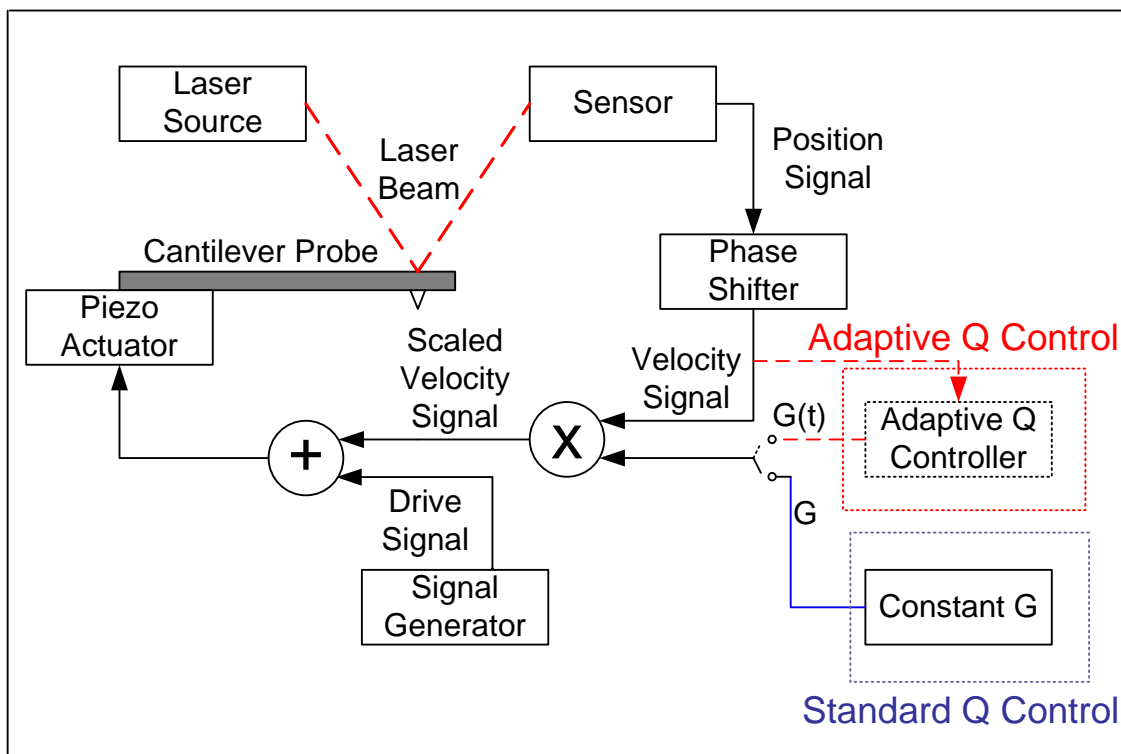 Laser
Source
Sensor
Laser
Beam
Position
Signal
Cantilever Probe
Phase
Shifter
Piezo
Actuator
Scaled
Velocity
Signal
Velocity
Signal
Adaptive Q Control
G(t)
Adaptive Q
Controller
+
X
G
Drive
Signal
Signal
Generator
Constant G
Standard Q Control